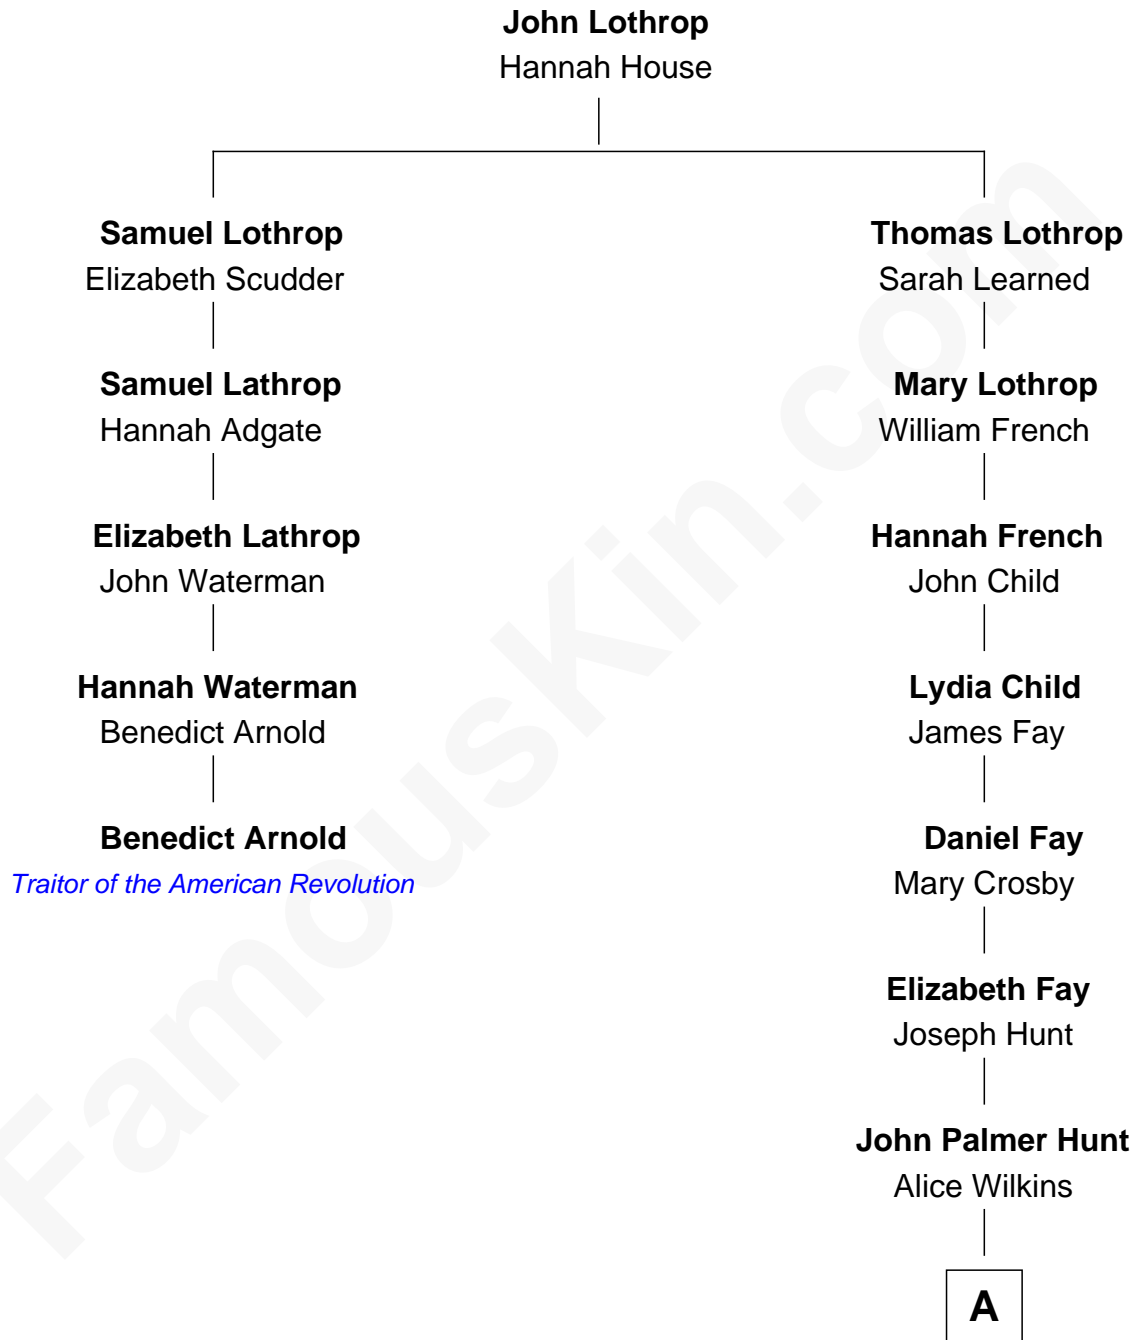 John Lothrop
Hannah House
Samuel Lothrop
Elizabeth Scudder
Thomas Lothrop
Sarah Learned
Samuel Lathrop
Hannah Adgate
Mary Lothrop
William French
Elizabeth Lathrop
John Waterman
Hannah French
John Child
Hannah Waterman
Benedict Arnold
Lydia Child
James Fay
Benedict Arnold
Traitor of the American Revolution
Daniel Fay
Mary Crosby
Elizabeth Fay
Joseph Hunt
John Palmer Hunt
Alice Wilkins
A
FamousKin.com